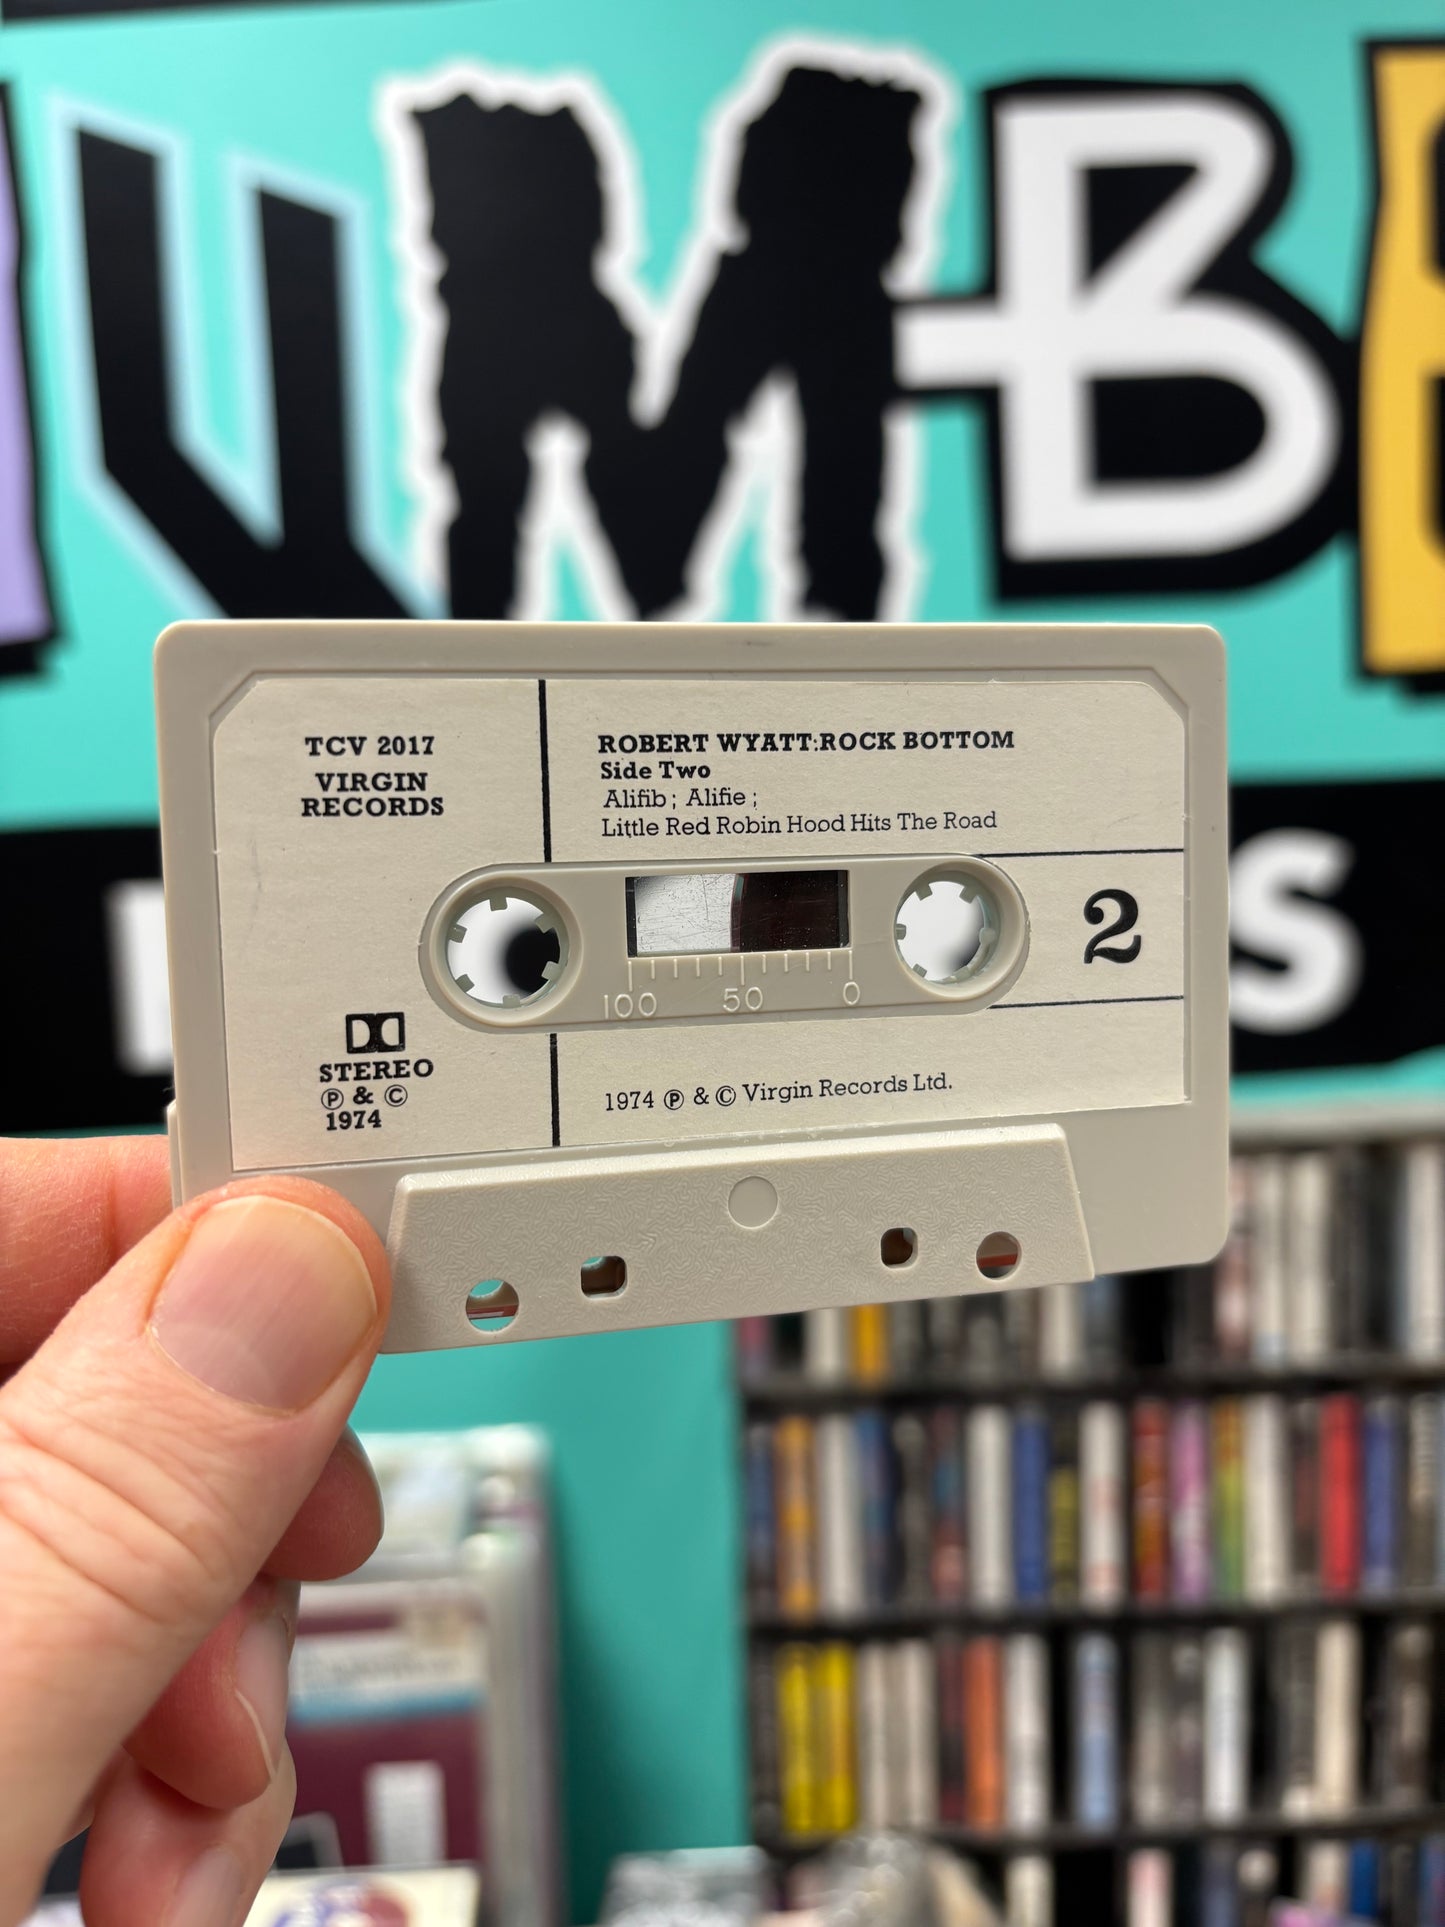 UMB
S
TCV 2017
VIRGIN
RECORDS
ROBERT WYATT:ROCK BOTTOM
Side Two
Alifib ; Alifie ;
Little Red Robin Hood Hits The Road
2
100 50 0
STEREO
℗ & ©
1974
1974 ℗ & © Virgin Records Ltd.